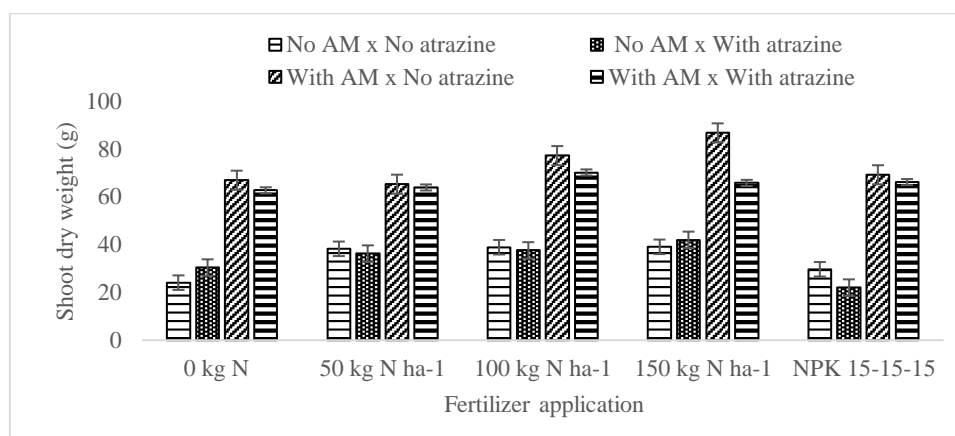 No AM x No atrazine No AM x With atrazine
With AM x No atrazine With AM x With atrazine
100
80
60
40
20
0
Shoot dry weight (g)
0 kg N 50 kg N ha-1 100 kg N ha-1 150 kg N ha-1 NPK 15-15-15
Fertilizer application